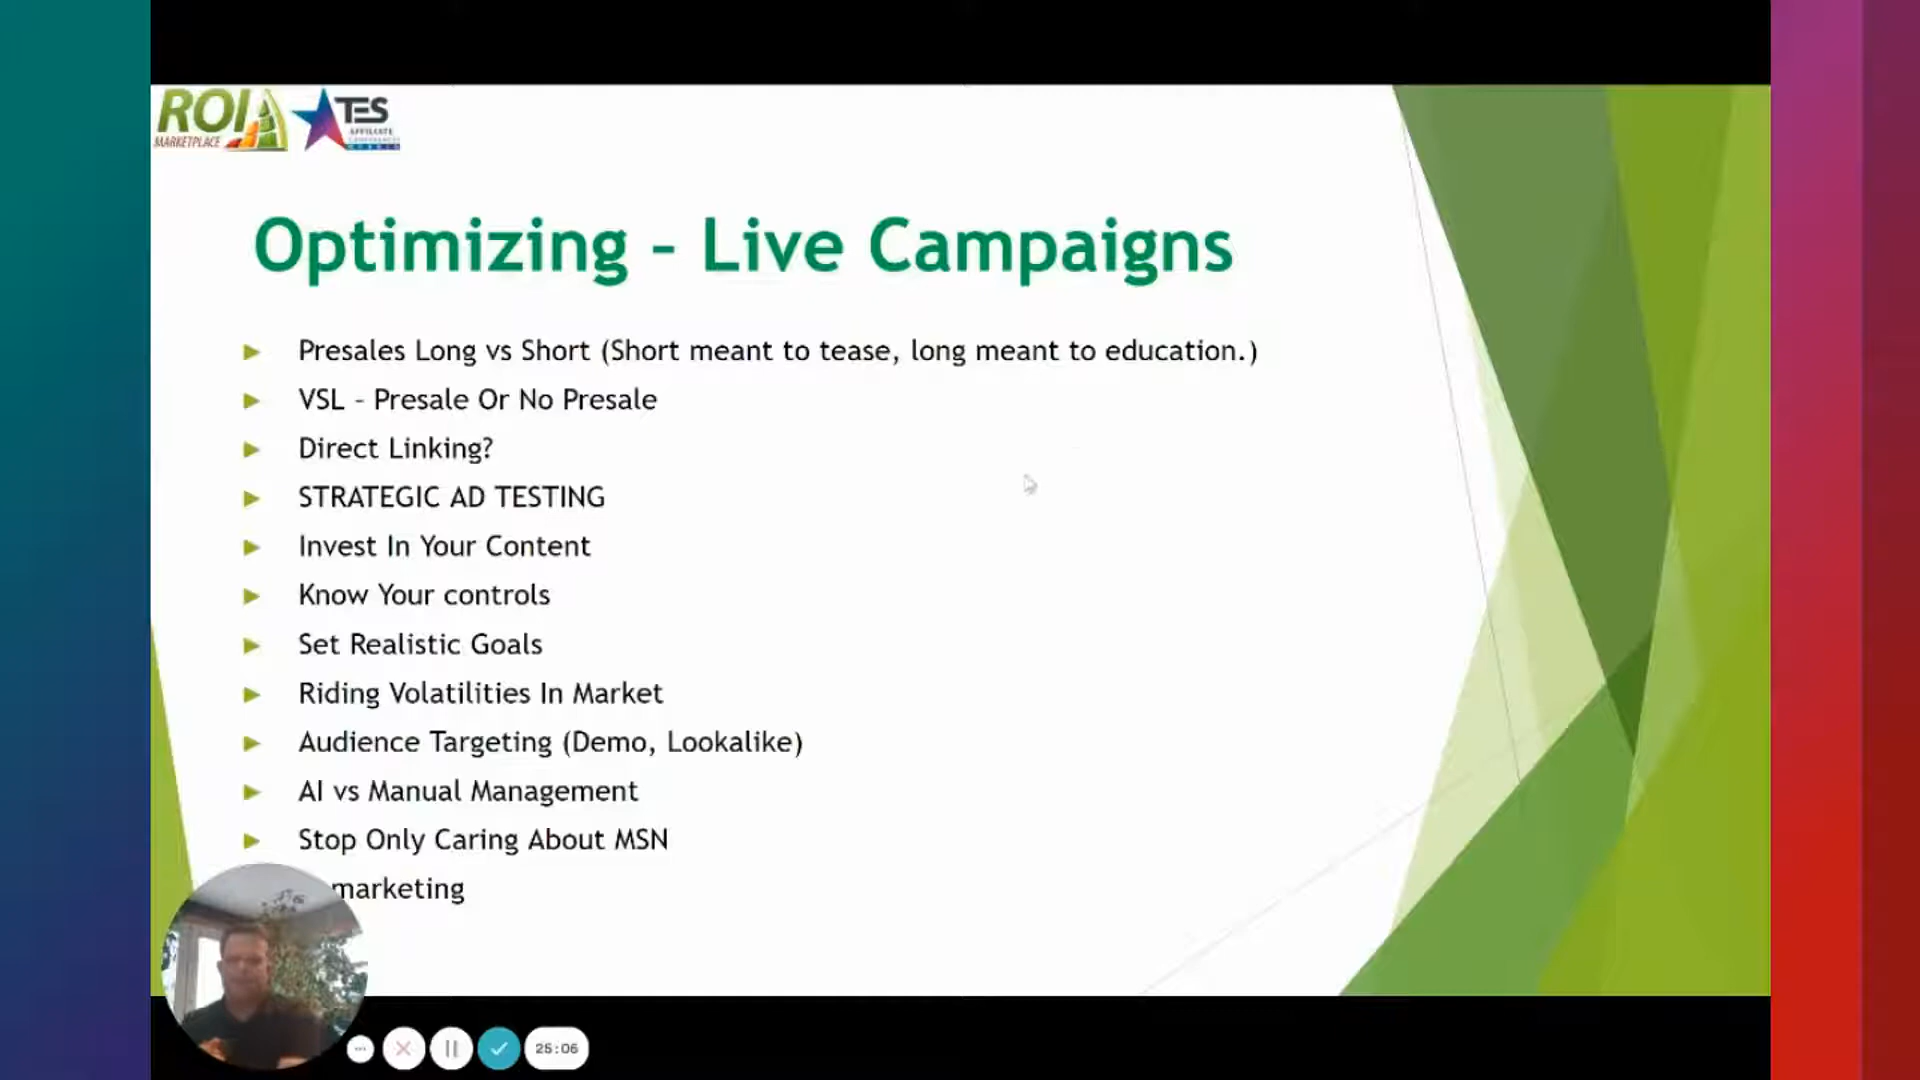 ROI
MARKETPLACE
TES
AFFILIATE
Optimizing - Live Campaigns
Presales Long vs Short (Short meant to tease, long meant to education.)
VSL - Presale Or No Presale
Direct Linking?
STRATEGIC AD TESTING
Invest In Your Content
Know Your controls
Set Realistic Goals
Riding Volatilities In Market
Audience Targeting (Demo, Lookalike)
AI vs Manual Management
Stop Only Caring About MSN
marketing
25:06